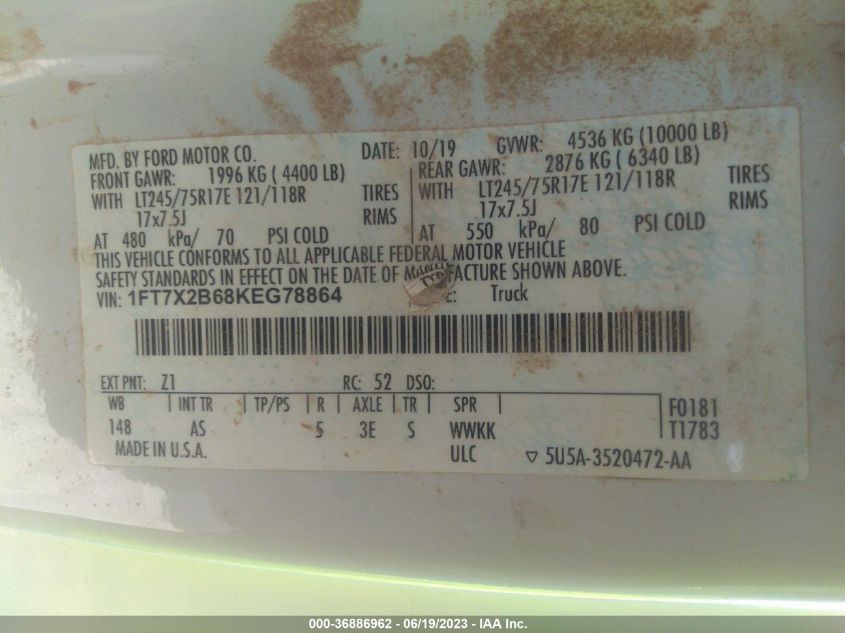 MFD. BY FORD MOTOR CO. DATE: 10/19 GVWR: 4536 KG (10000 LB)
FRONT GAWR: 1996 KG ( 4400 LB) REAR GAWR: 2876 KG ( 6340 LB)
WITH LT245/75R17E 121/118R TIRES WITH LT245/75R17E 121/118R TIRES
17x7.5J RIMS 17x7.5J RIMS
AT 480 kPa/ 70 PSI COLD AT 550 kPa/ 80 PSI COLD
THIS VEHICLE CONFORMS TO ALL APPLICABLE FEDERAL MOTOR VEHICLE
SAFETY STANDARDS IN EFFECT ON THE DATE OF MANUFACTURE SHOWN ABOVE.
VIN: 1FT7X2B68KEG78864 Truck
EXT PNT: Z1 RC: 52 DSO:
WB INT TR TP/PS R AXLE TR SPR F0181
148 AS 5 3E S WWKK T1783
MADE IN U.S.A. ULC ▽ 5U5A-3520472-AA
000-36886962 - 06/19/2023 - IAA Inc.